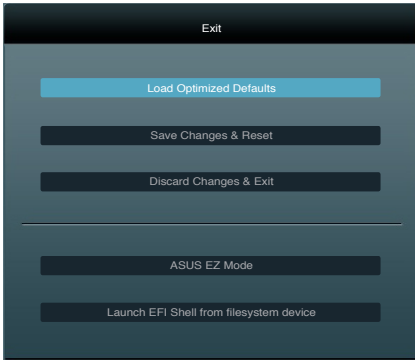 Exit
Load Optimized Defaults
Save Changes & Reset
Discard Changes & Exit
ASUS EZ Mode
Launch EFI Shell from filesystem device